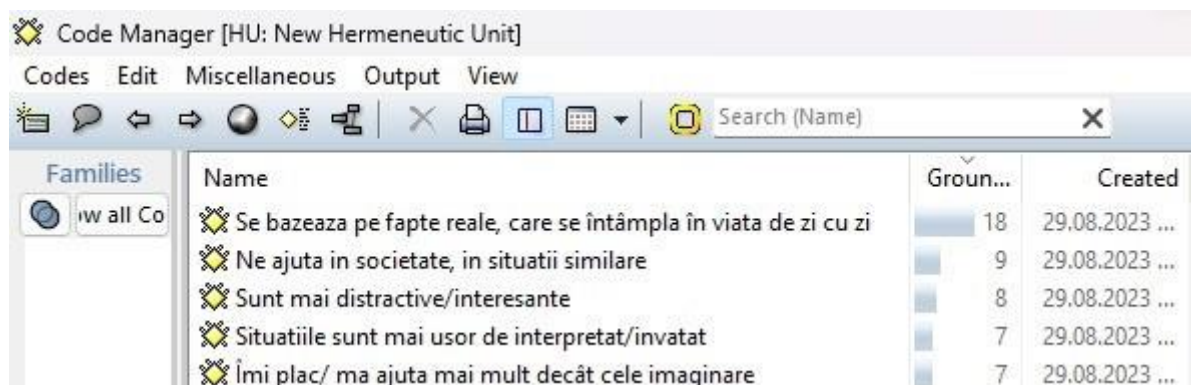 Code Manager [HU: New Hermeneutic Unit]
Codes Edit Miscellaneous Output View
Search (Name)
Families Name Groun... Created
w all Co Se bazeaza pe fapte reale, care se întâmpla în viata de zi cu zi 18 29.08.2023 ...
Ne ajuta in societate, in situatii similare 9 29.08.2023 ...
Sunt mai distractive/interesante 8 29.08.2023 ...
Situatiile sunt mai usor de interpretat/invatat 7 29.08.2023 ...
Îmi plac/ ma ajuta mai mult decât cele imaginare 7 29.08.2023 ...